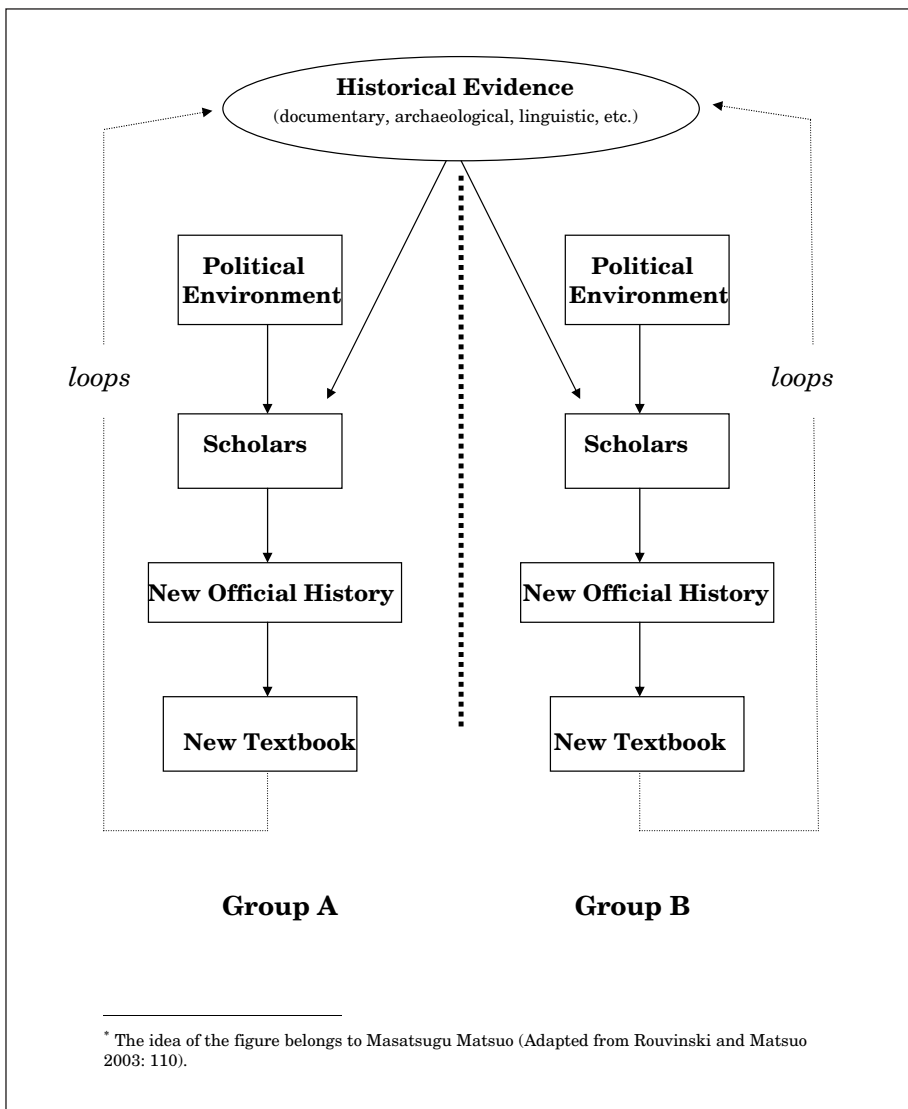 Historical Evidence
(documentary, archaeological, linguistic, etc.)
Political
Environment
Political
Environment
loops
loops
Scholars
Scholars
New Official History
New Official History
New Textbook
New Textbook
Group A
Group B
* The idea of the figure belongs to Masatsugu Matsuo (Adapted from Rouvinski and Matsuo
2003: 110).